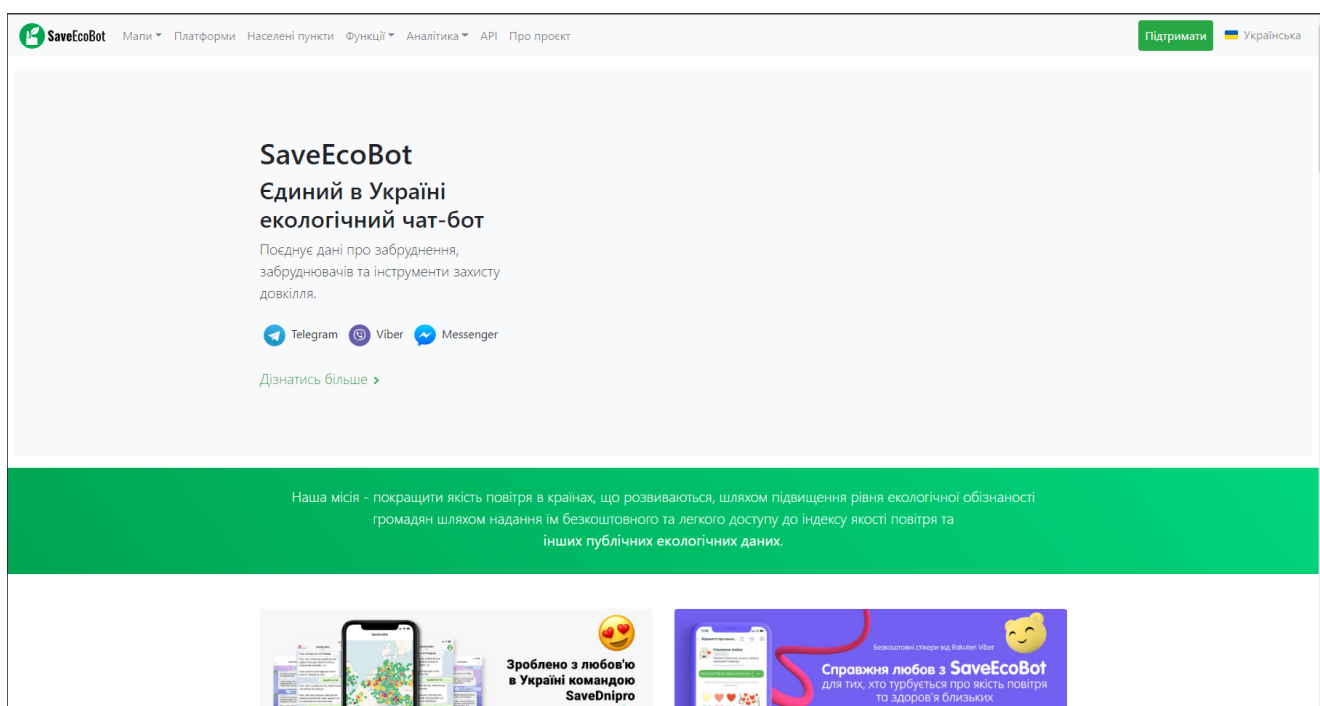 SaveEcoBot Мапи Платформи Населені пункти Функції Аналітика API Про проєкт Підтримати Українська
SaveEcoBot
Єдиний в Україні
екологічний чат-бот
Поєднує дані про забруднення,
забруднювачів та інструменти захисту
довкілля.
Telegram Viber Messenger
Дізнатись більше >
Наша місія - покращити якість повітря в країнах, що розвиваються, шляхом підвищення рівня екологічної обізнаності
громадян шляхом надання їм безкоштовного та легкого доступу до індексу якості повітря та
інших публічних екологічних даних.
Зроблено з любов'ю
в Україні командою
SaveDnipro
Безкоштовні стікери від Rakuten Viber
Справжня любов з SaveEcoBot
для тих, хто турбується про якість повітря
та здоров'я близьких